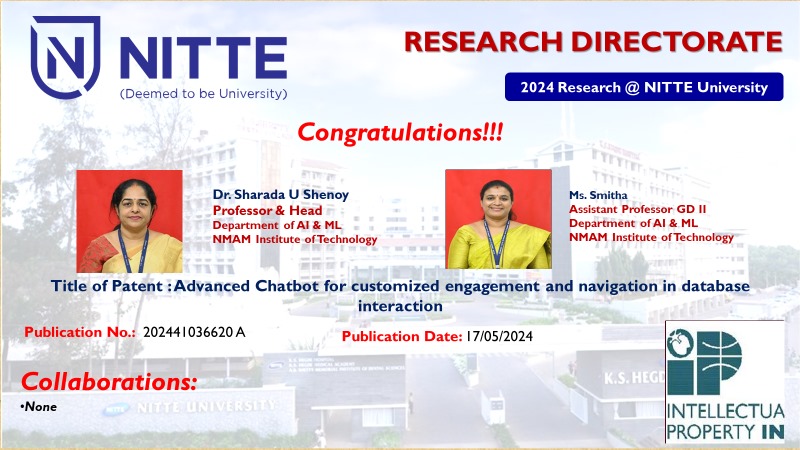 NITTE
(Deemed to be University)
RESEARCH DIRECTORATE
2024 Research @ NITTE University
Congratulations!!!
Dr. Sharada U Shenoy
Professor & Head
Department of AI & ML
NMAM Institute of Technology
Ms. Smitha
Assistant Professor GD II
Department of AI & ML
NMAM Institute of Technology
Title of Patent : Advanced Chatbot for customized engagement and navigation in database
interaction
Publication No.: 202441036620 A
Publication Date: 17/05/2024
Collaborations:
•None
NITTE UNIVERSITY
K.S. HEGD
INTELLECTUA
PROPERTY IN